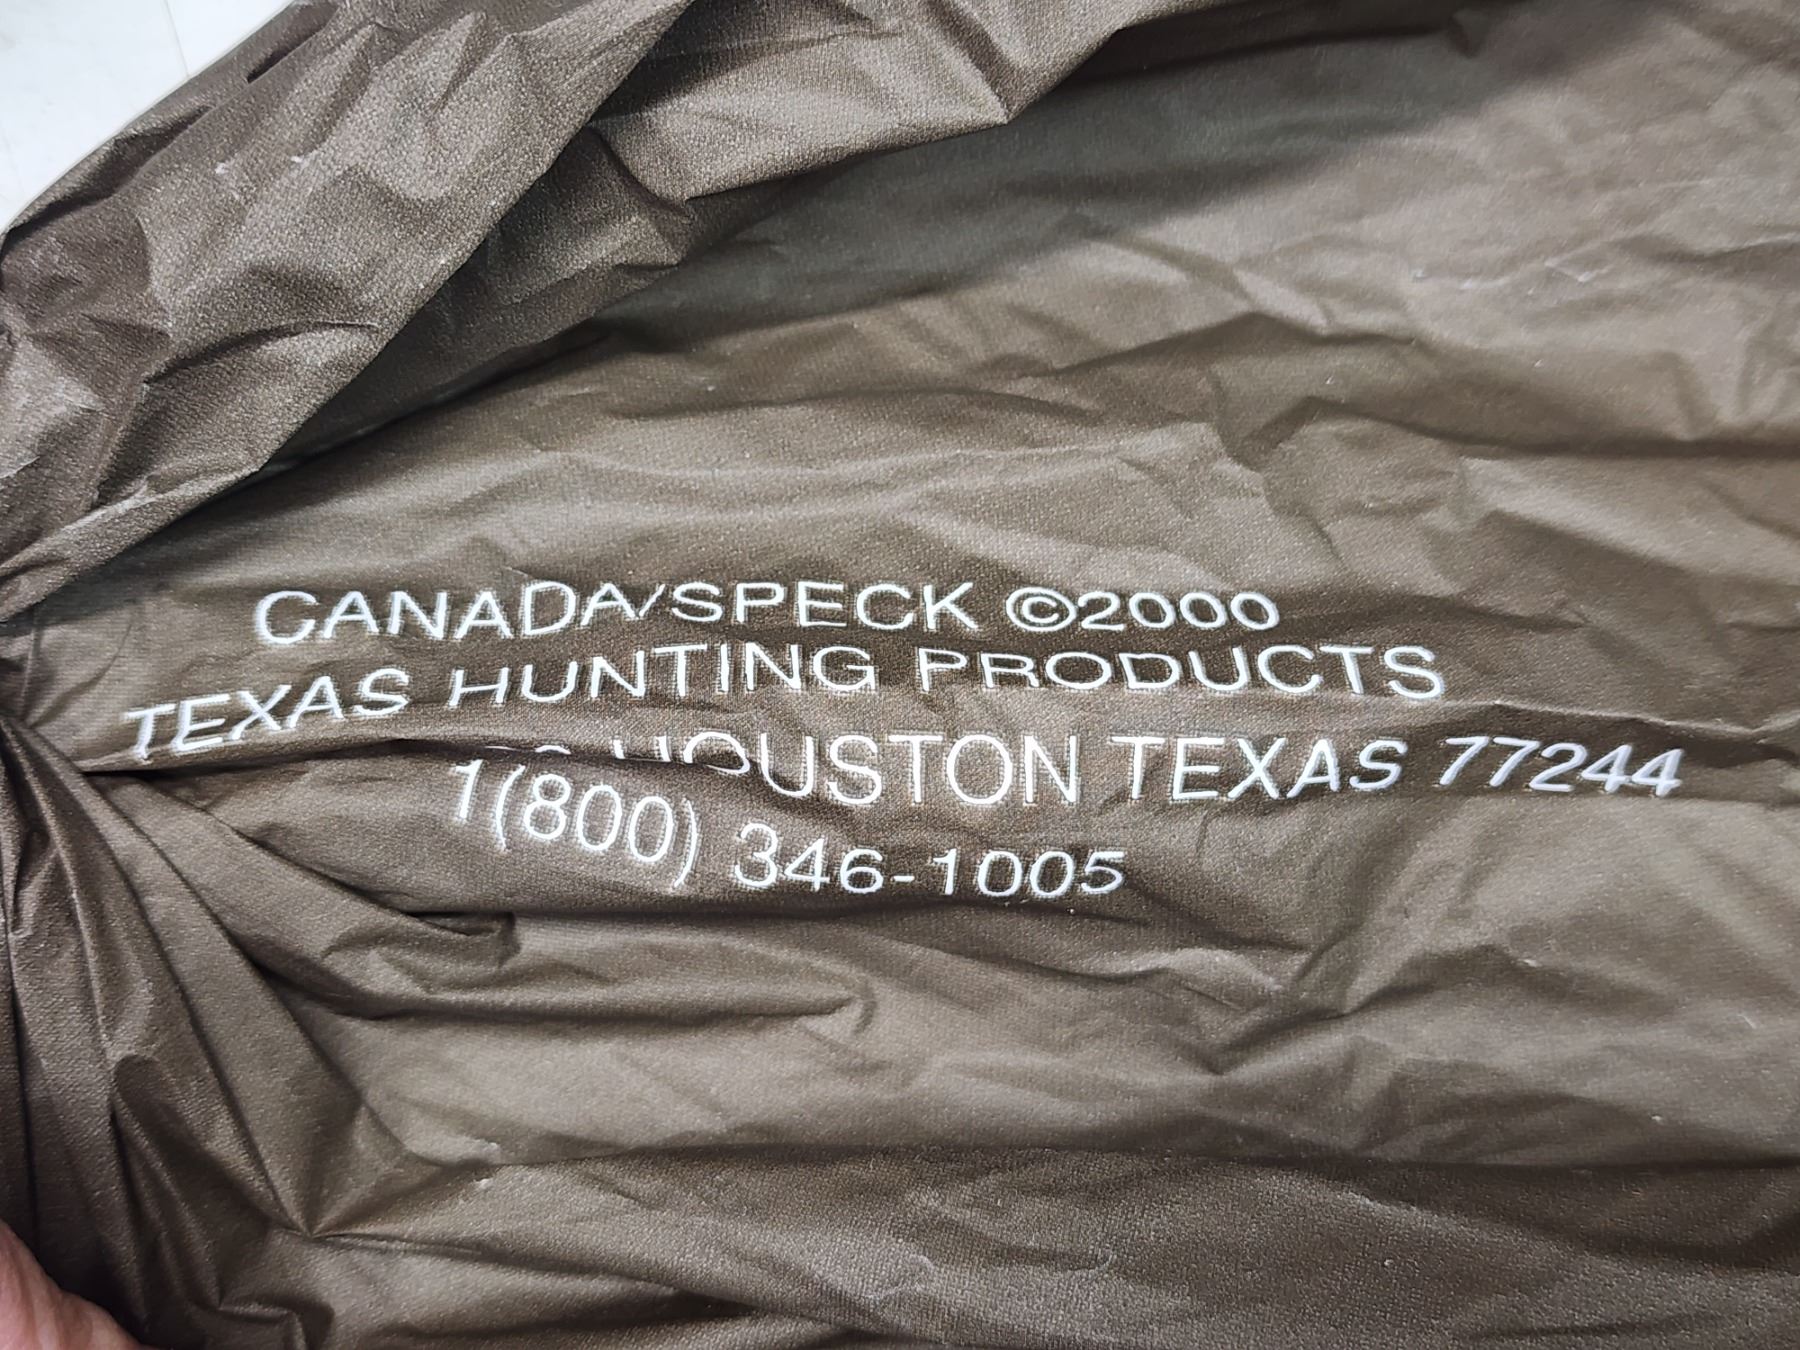 CANADA/SPECK ©2000
TEXAS HUNTING PRODUCTS
HOUSTON TEXAS 77244
1(800) 346-1005